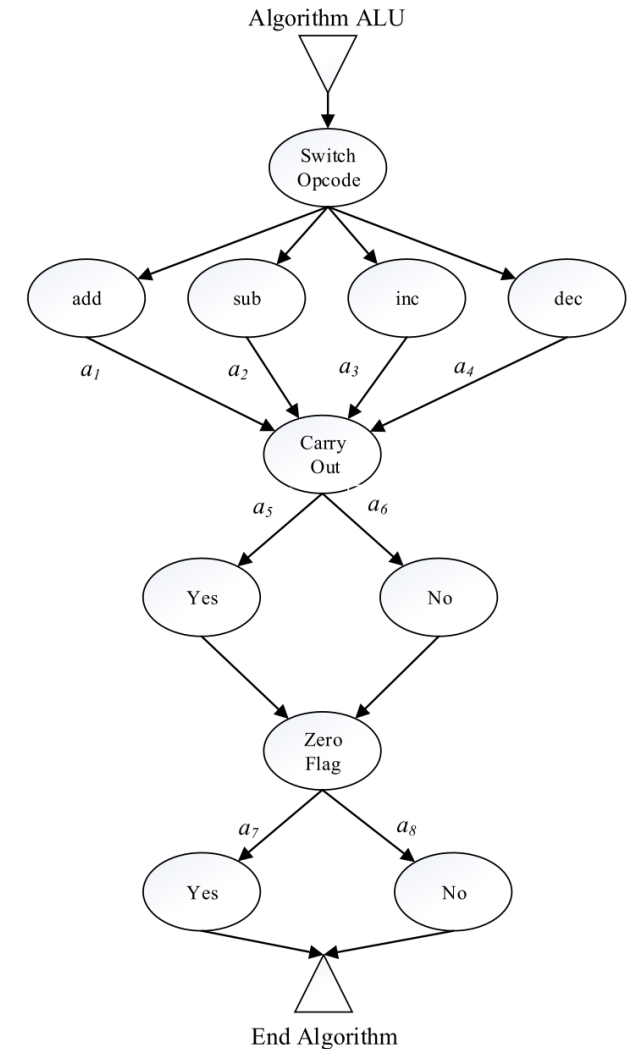 Algorithm ALU
Switch
Opcode
add
sub
inc
dec
a1
a2
a3
a4
Carry
Out
a5
a6
Yes
No
Zero
Flag
a7
a8
Yes
No
End Algorithm